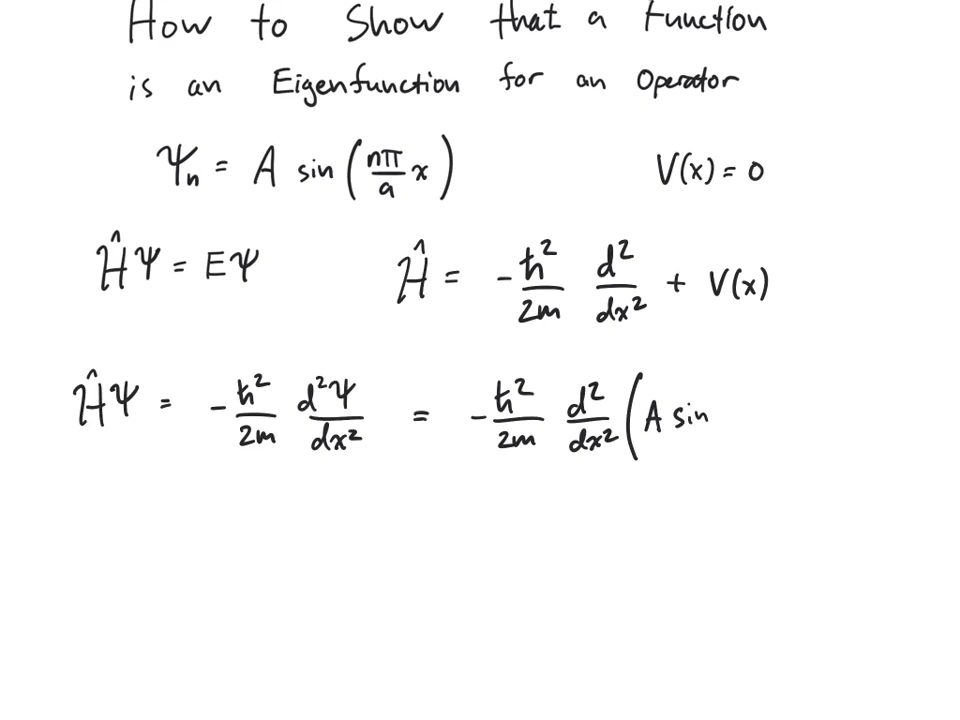 How to Show that a Function
is an Eigenfunction for an Operator
Ψₙ = A sin(nπ/a x) V(x) = 0
ĤΨ = EΨ Ĥ = -ħ²/2m d²/dx² + V(x)
ĤΨ = -ħ²/2m d²Ψ/dx² = -ħ²/2m d²/dx² (A sin